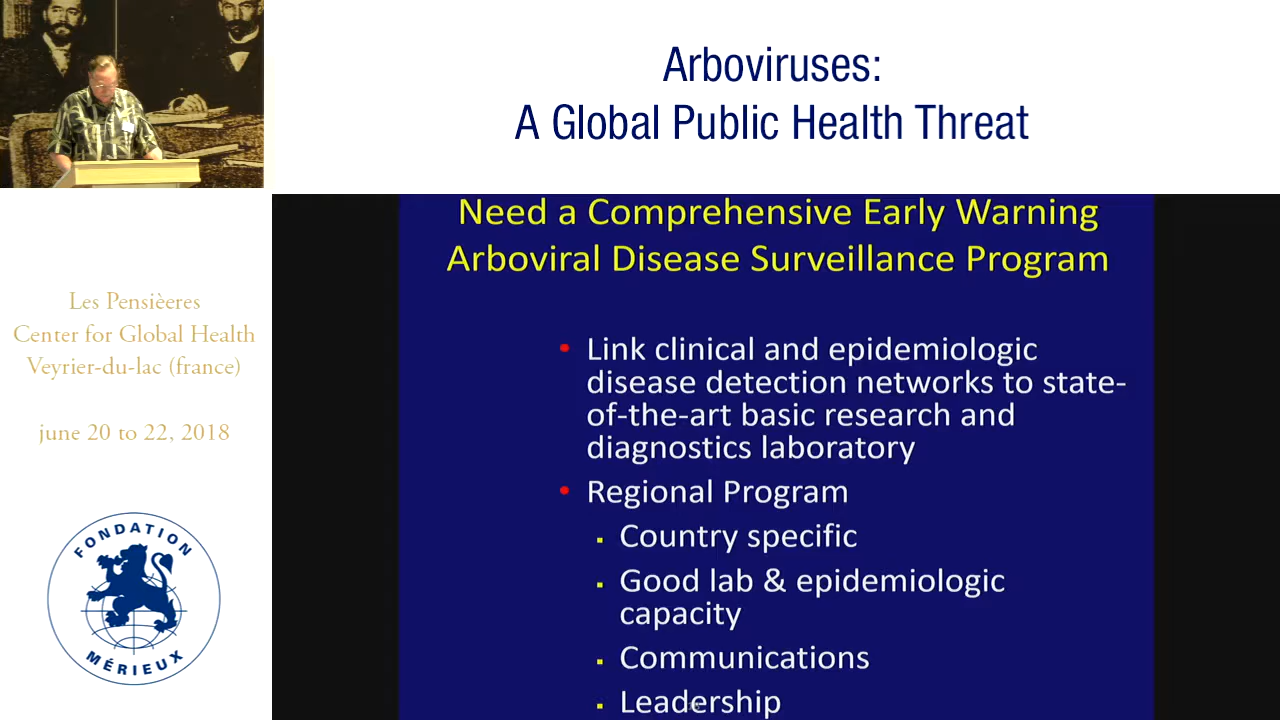 Arboviruses:
A Global Public Health Threat
Need a Comprehensive Early Warning
Arboviral Disease Surveillance Program
• Link clinical and epidemiologic
disease detection networks to state-
of-the-art basic research and
diagnostics laboratory
• Regional Program
▪ Country specific
▪ Good lab & epidemiologic
capacity
▪ Communications
▪ Leadership
Les Pensièeres
Center for Global Health
Veyrier-du-lac (france)
june 20 to 22, 2018
FONDATION
MÉRIEUX